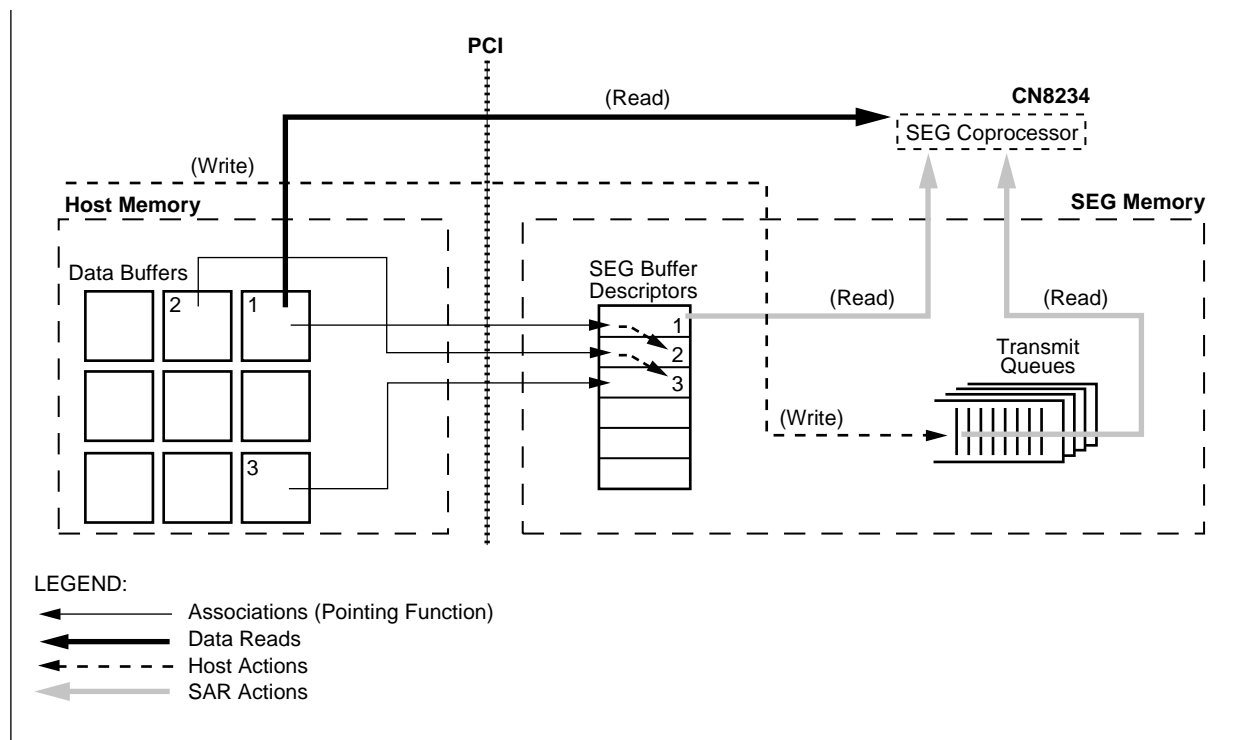 PCI
(Read)
CN8234
SEG Coprocessor
(Write)
Host Memory
SEG Memory
Data Buffers
2
1
3
SEG Buffer
Descriptors
1
2
3
(Read)
(Read)
Transmit
Queues
(Write)
LEGEND:
Associations (Pointing Function)
Data Reads
Host Actions
SAR Actions